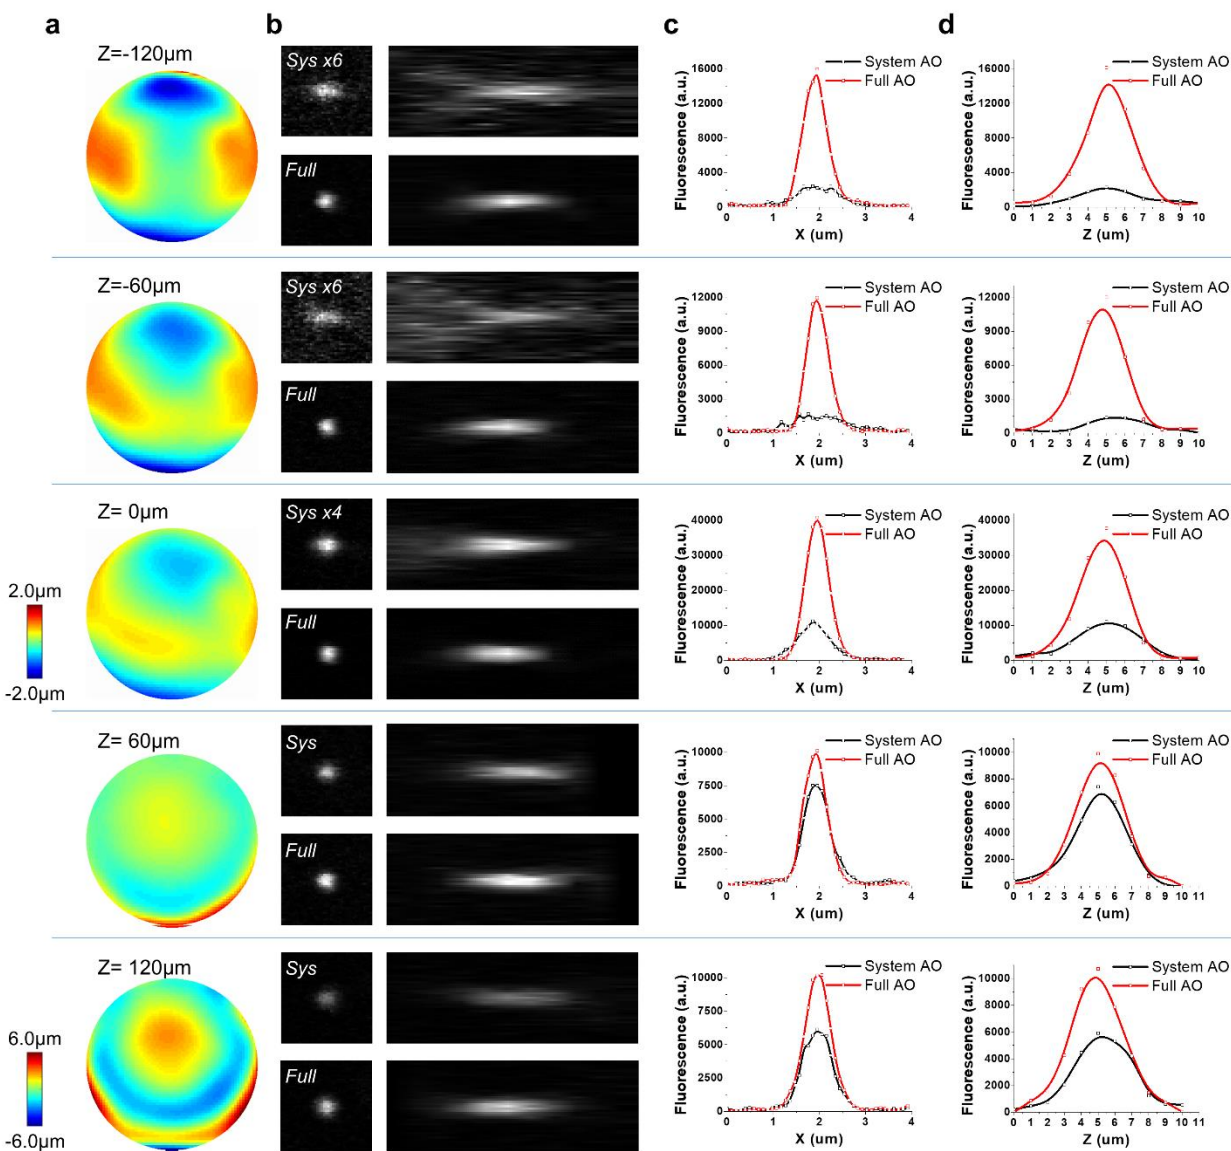 a
b
c
d
Z=-120µm
Sys x6
Full
Fluorescence (a.u.)
16000
12000
8000
4000
0
0 1 2 3 4
X (um)
System AO
Full AO
Fluorescence (a.u.)
16000
12000
8000
4000
0
0 1 2 3 4 5 6 7 8 9 10
Z (um)
System AO
Full AO
Z=-60µm
Sys x6
Full
Fluorescence (a.u.)
12000
9000
6000
3000
0
0 1 2 3 4
X (um)
System AO
Full AO
Fluorescence (a.u.)
12000
9000
6000
3000
0
0 1 2 3 4 5 6 7 8 9 10
Z (um)
System AO
Full AO
Z= 0µm
2.0µm
-2.0µm
Sys x4
Full
Fluorescence (a.u.)
40000
30000
20000
10000
0
0 1 2 3 4
X (um)
System AO
Full AO
Fluorescence (a.u.)
40000
30000
20000
10000
0
0 1 2 3 4 5 6 7 8 9 10
Z (um)
System AO
Full AO
Z= 60µm
Sys
Full
Fluorescence (a.u.)
10000
7500
5000
2500
0
0 1 2 3 4
X (um)
System AO
Full AO
Fluorescence (a.u.)
10000
8000
6000
4000
2000
0
0 1 2 3 4 5 6 7 8 9 10 11
Z (um)
System AO
Full AO
Z= 120µm
6.0µm
-6.0µm
Sys
Full
Fluorescence (a.u.)
10000
7500
5000
2500
0
0 1 2 3 4
X (um)
System AO
Full AO
Fluorescence (a.u.)
10000
8000
6000
4000
2000
0
0 1 2 3 4 5 6 7 8 9 10 11
Z (um)
System AO
Full AO